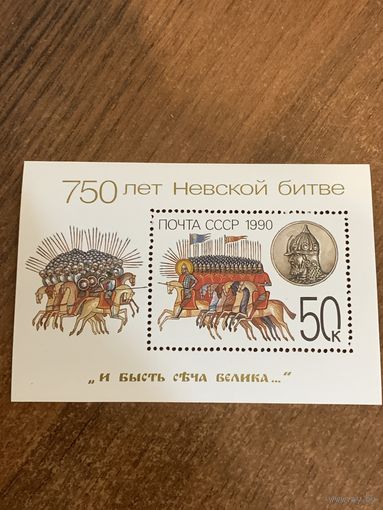 750 лет Невской битве
ПОЧТА СССР 1990
50к
„И БЫСТЬ СѢЧА ВЕЛИКА..."